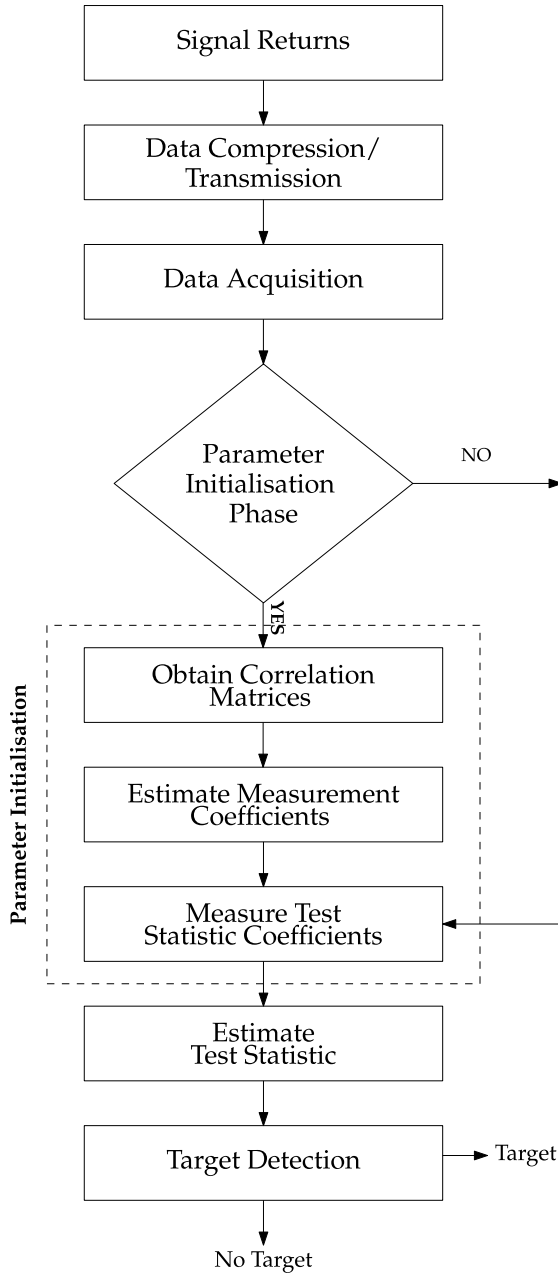 Signal Returns
Data Compression/
Transmission
Data Acquisition
Parameter
Initialisation
Phase
NO
YES
Parameter Initialisation
Obtain Correlation
Matrices
Estimate Measurement
Coefficients
Measure Test
Statistic Coefficients
Estimate
Test Statistic
Target Detection
Target
No Target